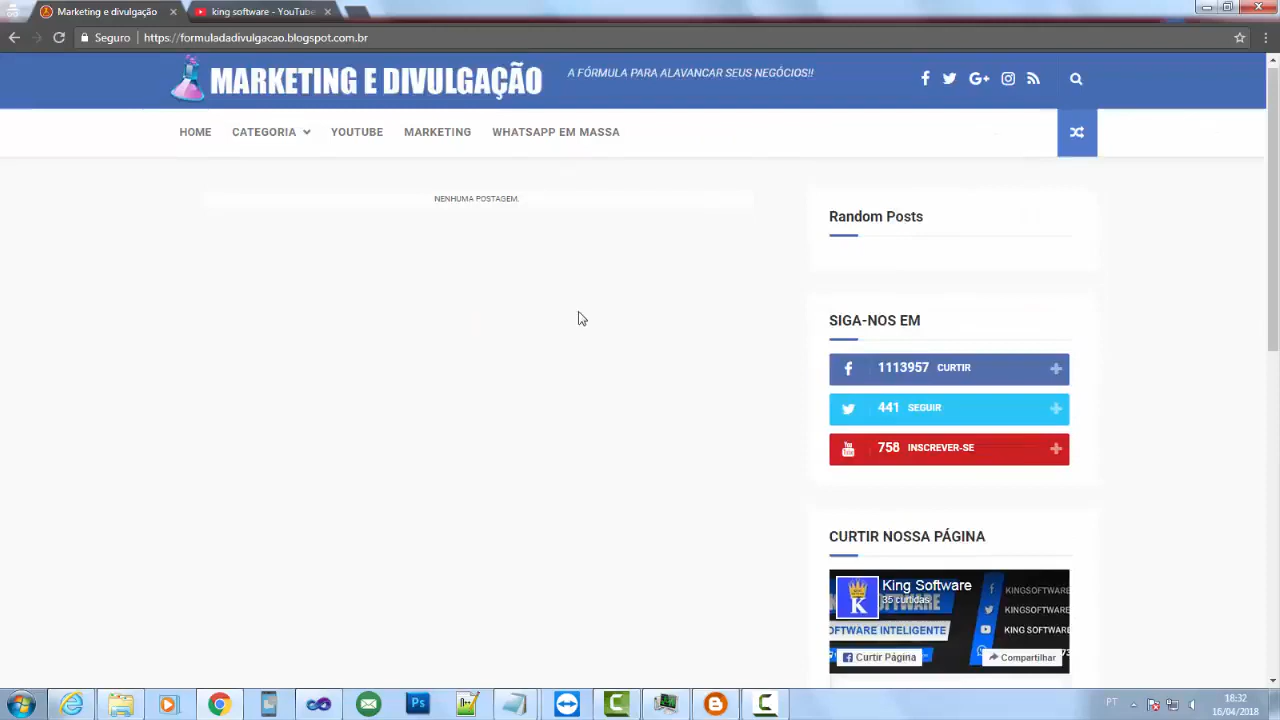 Marketing e divulgação
king software - YouTube
Seguro
https://formuladadivulgacao.blogspot.com.br
MARKETING E DIVULGAÇÃO
A FÓRMULA PARA ALAVANCAR SEUS NEGÓCIOS!!
HOME CATEGORIA YOUTUBE MARKETING WHATSAPP EM MASSA
NENHUMA POSTAGEM.
Random Posts
SIGA-NOS EM
1113957 CURTIR
441 SEGUIR
758 INSCREVER-SE
CURTIR NOSSA PÁGINA
King Software
35 curtidas
KINGSOFTWARE
KINGSOFTWARE
KING SOFTWARE
OFTWARE INTELIGENTE
Curtir Página
Compartilhar
PT
18:32
16/04/2018